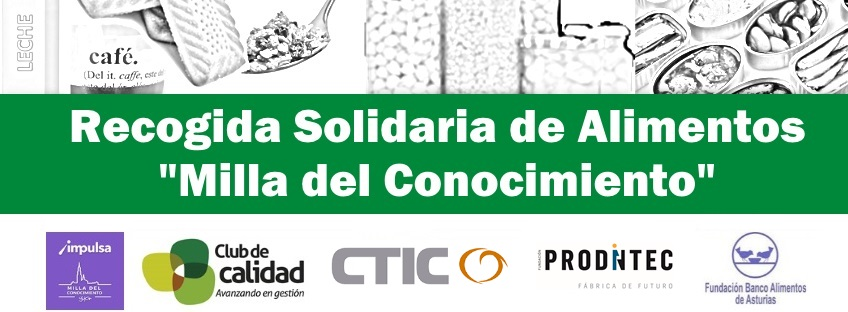 LECHE
café.
(Del it. caffe, este de
Recogida Solidaria de Alimentos
"Milla del Conocimiento"
impulsa
MILLA DEL
CONOCIMIENTO
Club de
calidad
Avanzando en gestión
CTIC
FUNDACIÓN
PRODINTEC
FÁBRICA DE FUTURO
Fundación Banco Alimentos
de Asturias